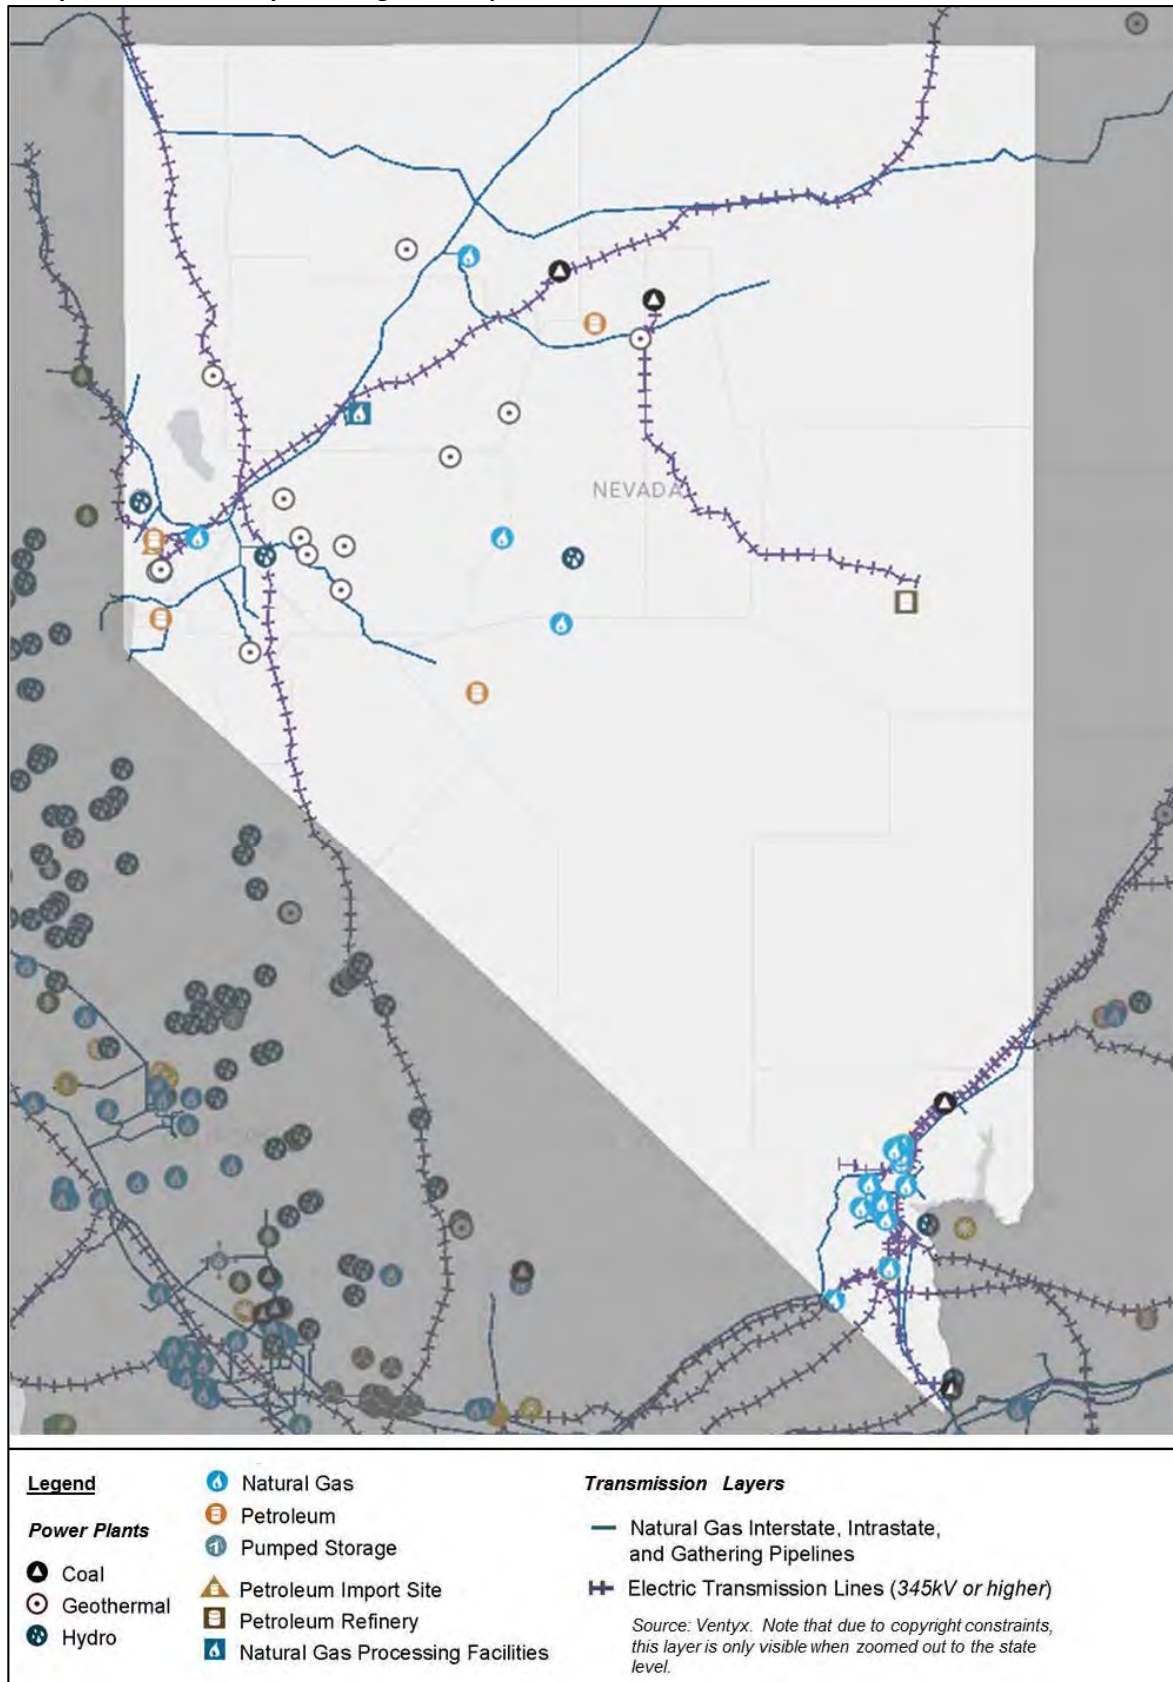 NEVADA
Legend
Power Plants
Coal
Geothermal
Hydro
Natural Gas
Petroleum
Pumped Storage
Petroleum Import Site
Petroleum Refinery
Natural Gas Processing Facilities
Transmission Layers
Natural Gas Interstate, Intrastate,
and Gathering Pipelines
Electric Transmission Lines (345kV or higher)
Source: Ventyx. Note that due to copyright constraints,
this layer is only visible when zoomed out to the state
level.